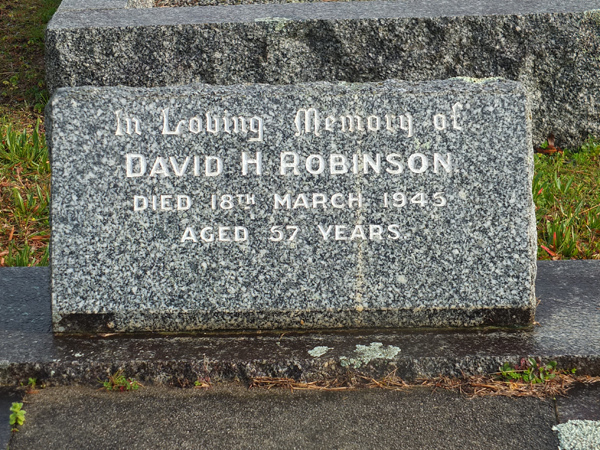 In Loving Memory of
DAVID H ROBINSON
DIED 18TH MARCH 1945
AGED 57 YEARS